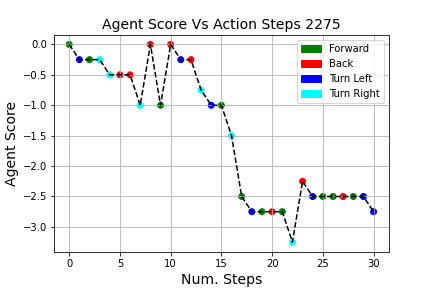 Agent Score Vs Action Steps 2275
Agent Score
0.0
−0.5
−1.0
−1.5
−2.0
−2.5
−3.0
Forward
Back
Turn Left
Turn Right
0 5 10 15 20 25 30
Num. Steps